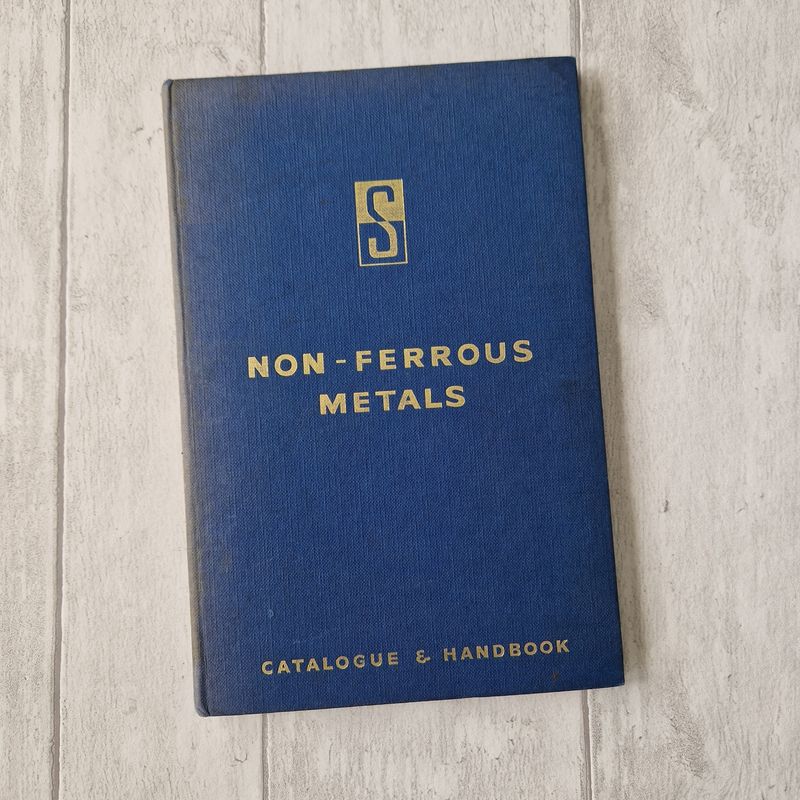 S
NON-FERROUS
METALS
CATALOGUE & HANDBOOK